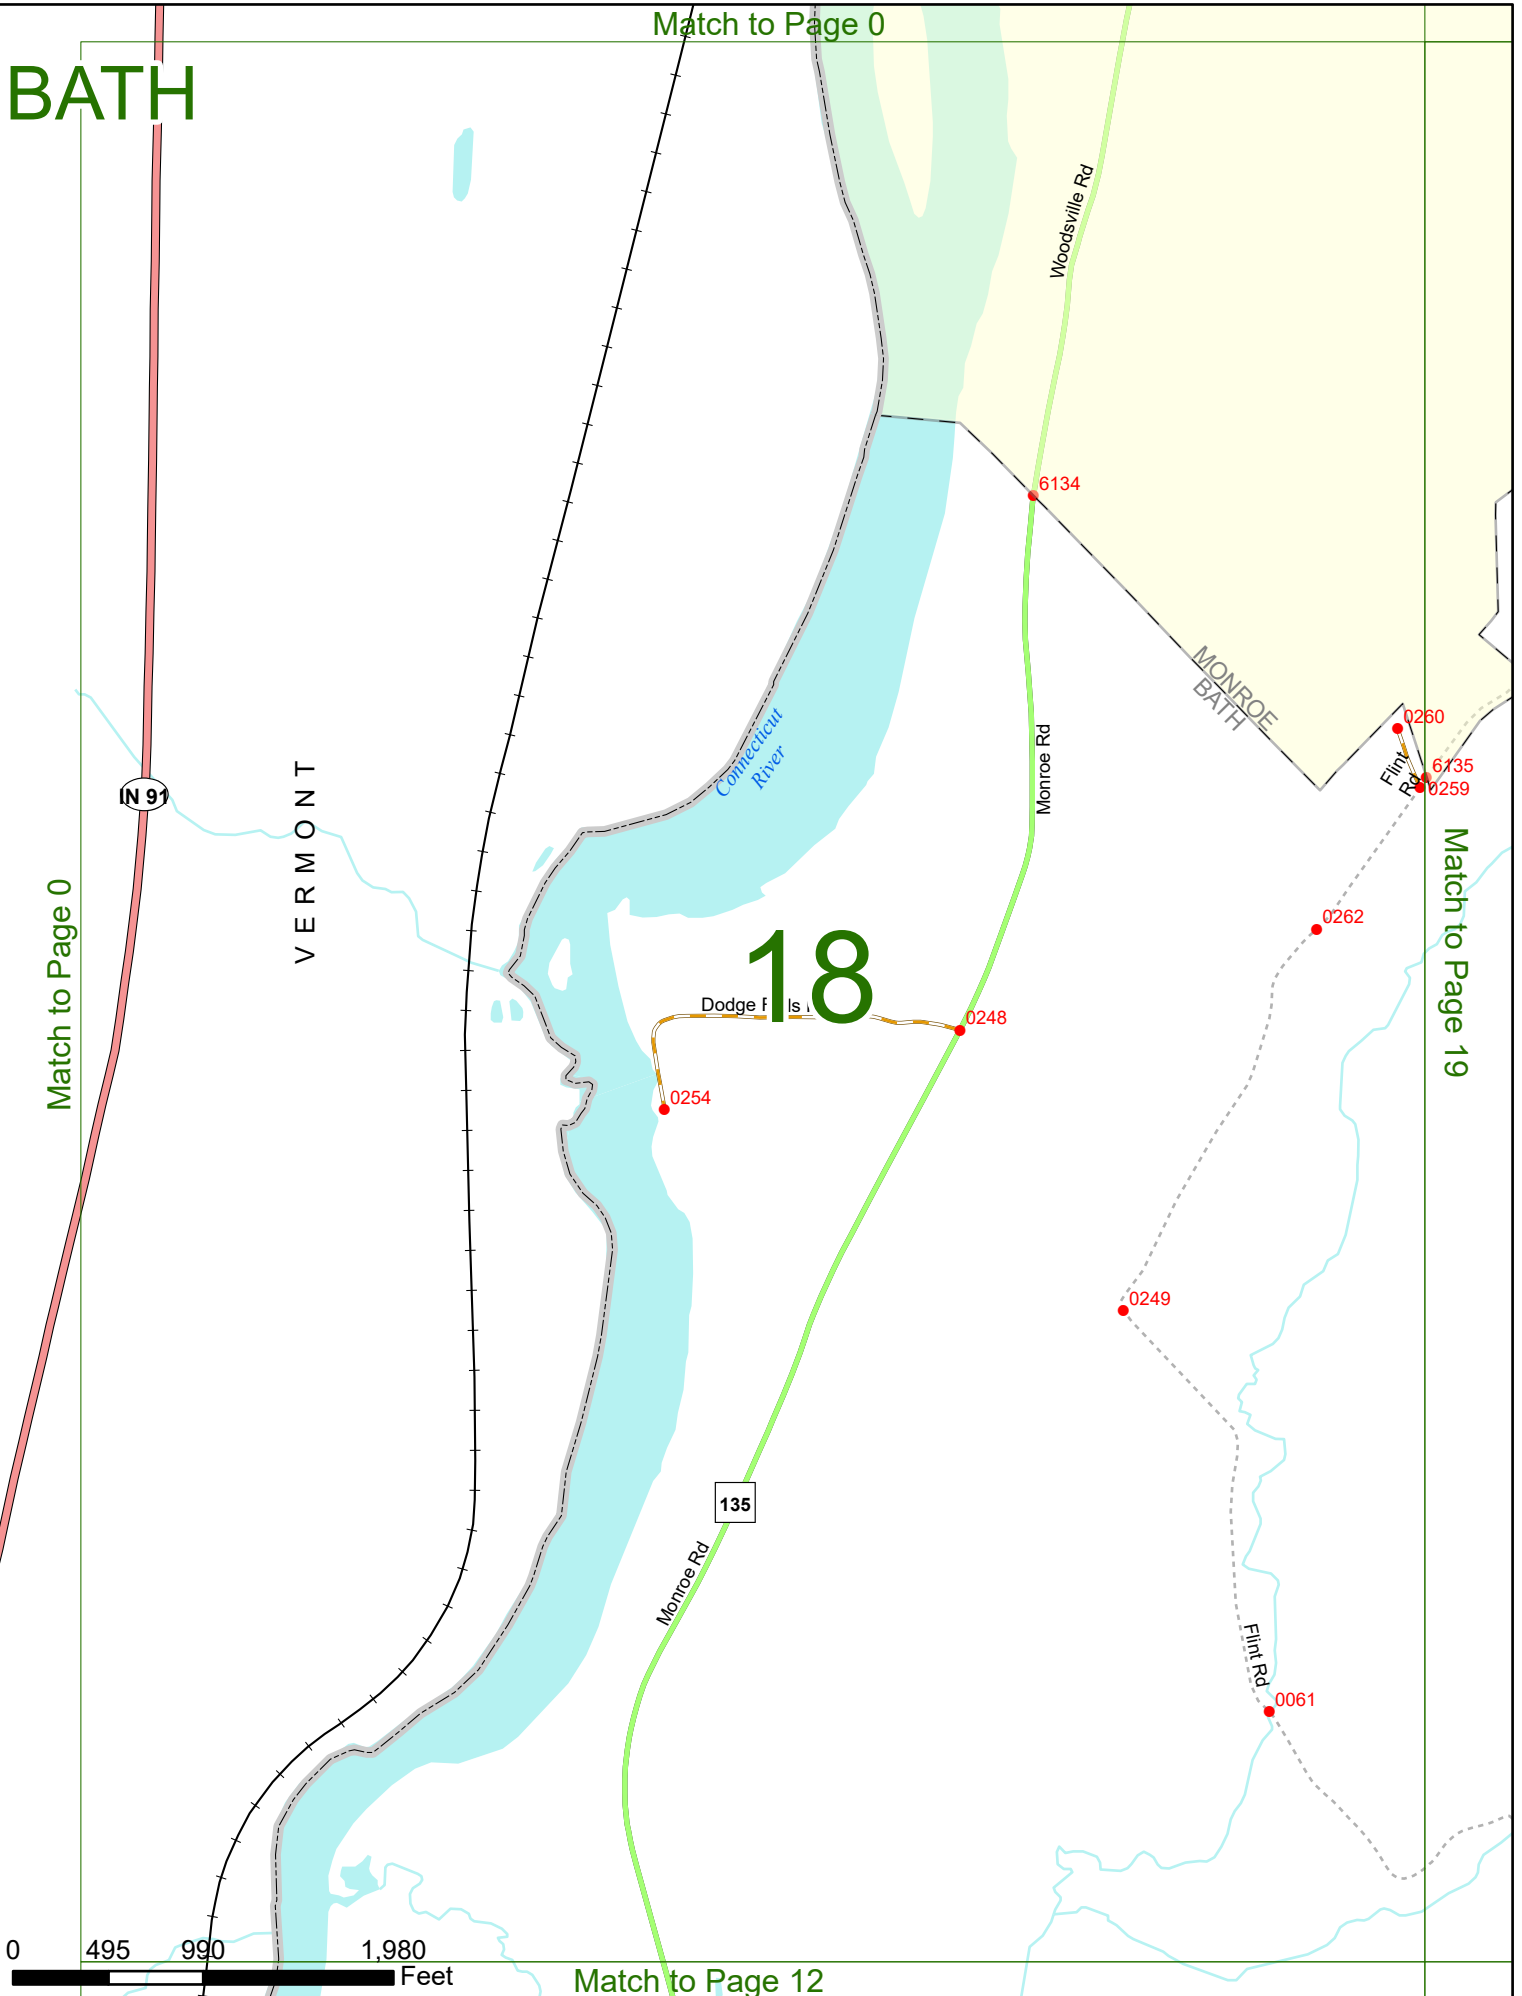 Match to Page 0
BATH
Woodsville Rd
6134
MONROE
BATH
Connecticut
River
Monroe Rd
0260
Flint
Rd
6135
0259
IN 91
VERMONT
Match to Page 0
Match to Page 19
0262
18
Dodge
0248
0254
0249
135
Monroe Rd
Flint Rd
0061
0 495 990 1,980
Feet
Match to Page 12